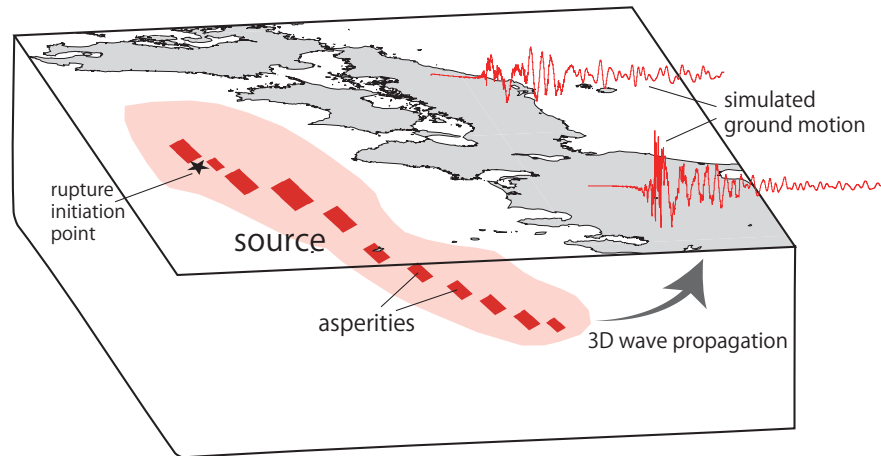 simulated
ground motion
rupture
initiation
point
source
asperities
3D wave propagation